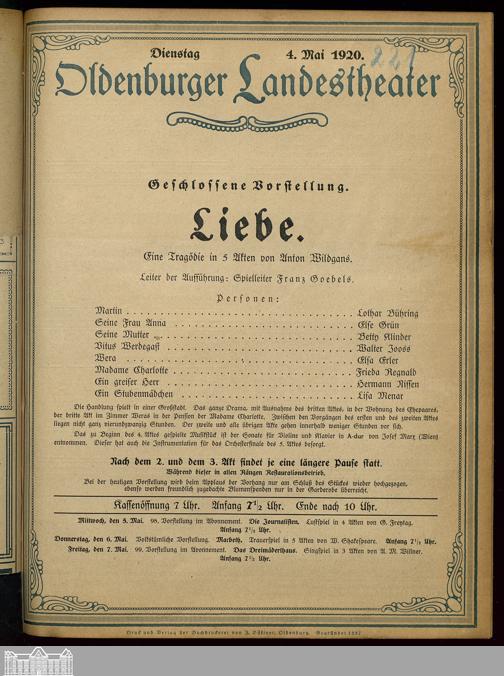 Dienstag 4. Mai 1920. 221
Oldenburger Landestheater
Geschlossene Vorstellung.
Liebe.
Eine Tragödie in 5 Akten von Anton Wildgans.
Leiter der Aufführung: Spielleiter Franz Goebels.
Personen:
Martin . . . Lothar Bühring
Seine Frau Anna . . . Else Grün
Seine Mutter . . . Betty Klinder
Vitus Werdegast . . . Walter Jooss
Wera . . . Elsa Erler
Madame Charlotte . . . Frieda Regnald
Ein greiser Herr . . . Hermann Nissen
Ein Stubenmädchen . . . Lisa Menar
Die Handlung spielt in einer Großstadt. Das ganze Drama, mit Ausnahme des dritten Aktes, in der Wohnung des Ehepaares,
der dritte Akt im Zimmer Weras in der Pension der Madame Charlotte. Zwischen den Vorgängen des ersten und des zweiten Aktes
liegen nicht ganz vierundzwanzig Stunden. Der zweite und alle übrigen Akte gehen innerhalb weniger Stunden vor sich.
Das zu Beginn des 4. Aktes gespielte Musikstück ist der Sonate für Violine und Klavier in A-dur von Josef Marx (Wien)
entnommen. Dieser hat auch die Instrumentation für das Orchesterfinale des 5. Aktes besorgt.
Nach dem 2. und dem 3. Akt findet je eine längere Pause statt.
Während dieser in allen Rängen Restaurationsbetrieb.
Bei der heutigen Vorstellung wird beim Applaus der Vorhang nur am Schluß des Stückes wieder hochgezogen,
ebenso werden freundlich zugedachte Blumenspenden nur in der Garderobe überreicht.
Kassenöffnung 7 Uhr. Anfang 7½ Uhr. Ende nach 10 Uhr.
Mittwoch, den 5. Mai. 98. Vorstellung im Abonnement. Die Journalisten. Lustspiel in 4 Akten von G. Freytag.
Anfang 7½ Uhr.
Donnerstag, den 6. Mai. Volkstümliche Vorstellung. Macbeth. Trauerspiel in 5 Akten von W. Shakespeare. Anfang 7½ Uhr.
Freitag, den 7. Mai. 99. Vorstellung im Abonnement. Das Dreimäderlhaus. Singspiel in 3 Akten von A. M. Willner.
Anfang 7½ Uhr.
Druck und Verlag der Buchdruckerei von J. Oldenburg. Gegründet